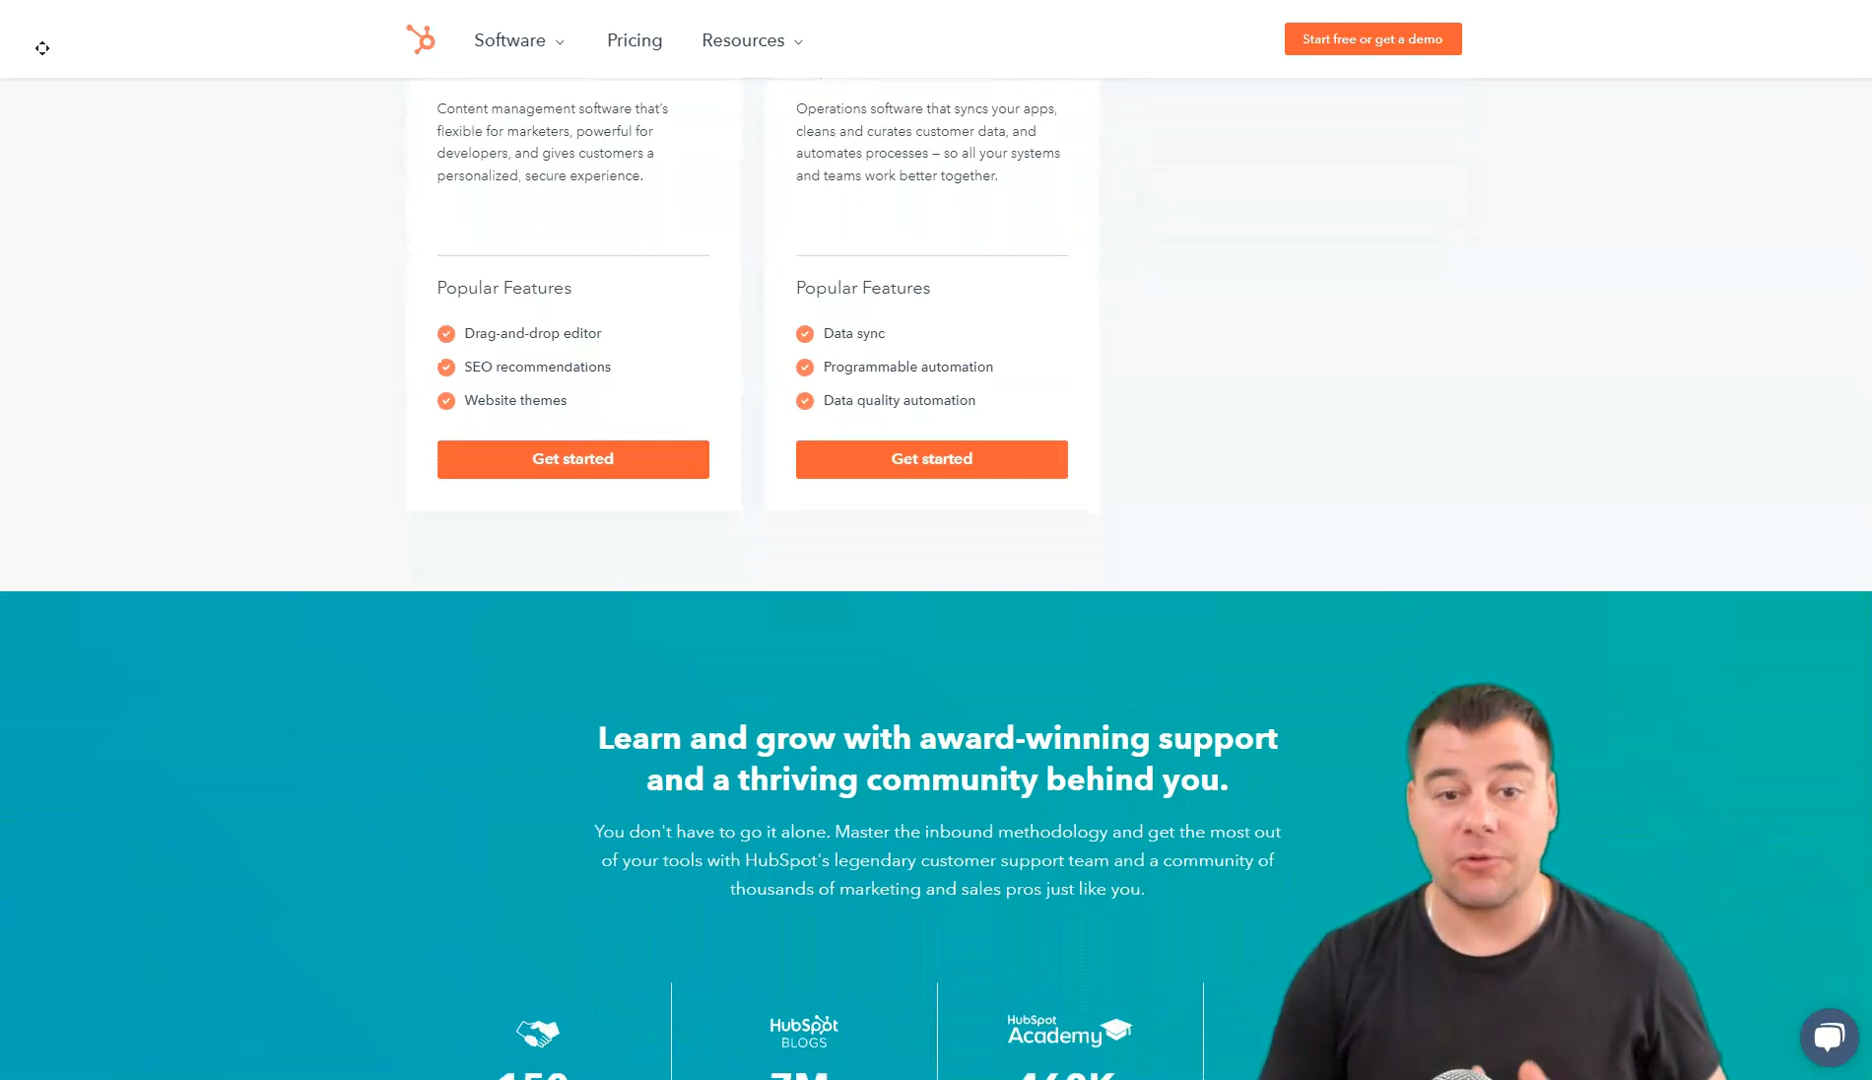 Software
Pricing
Resources
Start free or get a demo
Content management software that's
flexible for marketers, powerful for
developers, and gives customers a
personalized, secure experience.
Popular Features
Drag-and-drop editor
SEO recommendations
Website themes
Get started
Operations software that syncs your apps,
cleans and curates customer data, and
automates processes – so all your systems
and teams work better together.
Popular Features
Data sync
Programmable automation
Data quality automation
Get started
Learn and grow with award-winning support
and a thriving community behind you.
You don't have to go it alone. Master the inbound methodology and get the most out
of your tools with HubSpot's legendary customer support team and a community of
thousands of marketing and sales pros just like you.
HubSpot
BLOGS
HubSpot
Academy